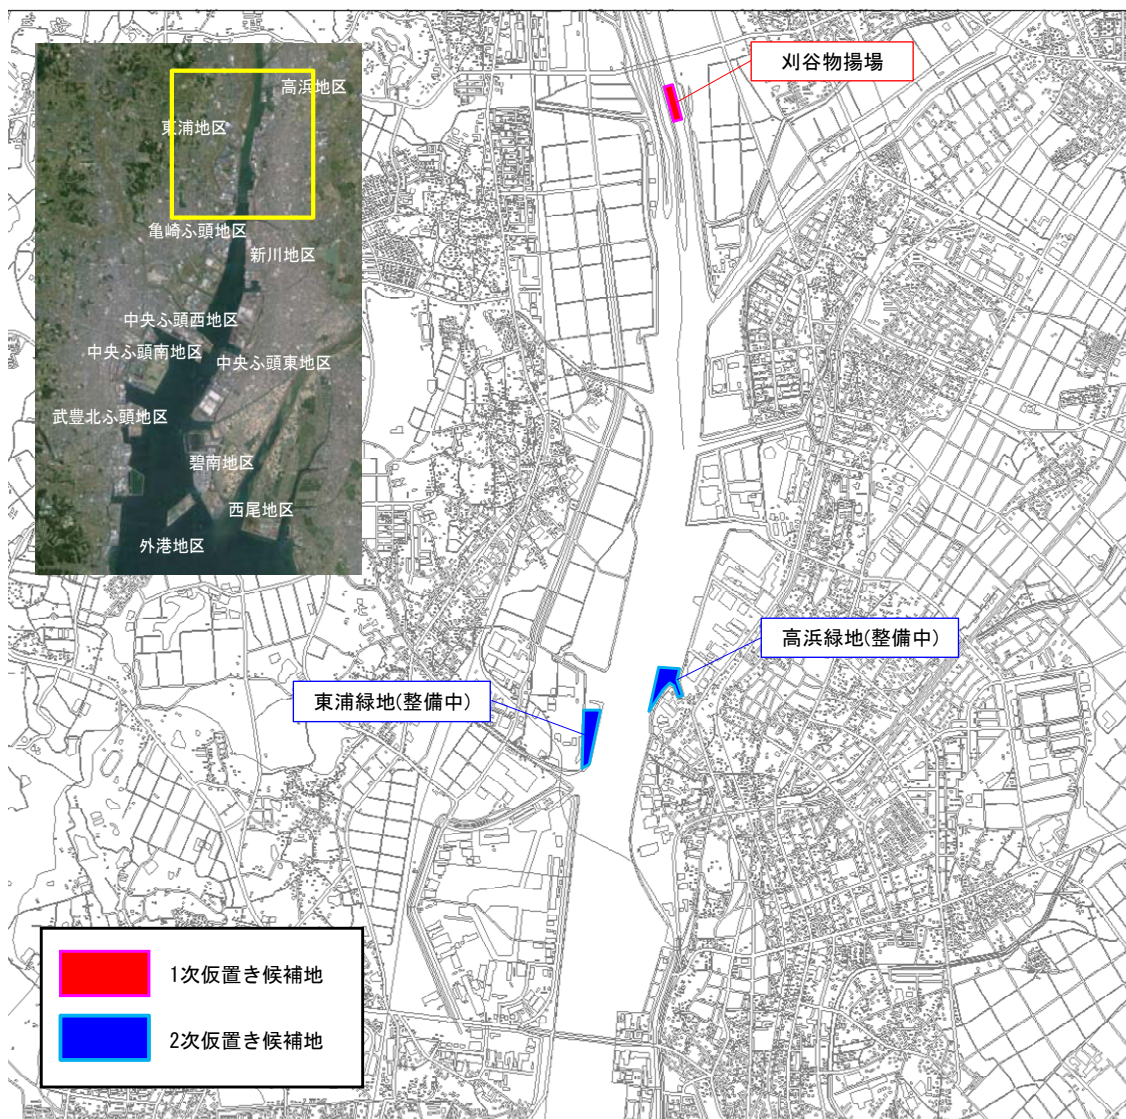 刈谷物揚場
高浜地区
東浦地区
亀崎ふ頭地区
新川地区
中央ふ頭西地区
中央ふ頭南地区
中央ふ頭東地区
武豊北ふ頭地区
碧南地区
西尾地区
外港地区
高浜緑地(整備中)
東浦緑地(整備中)
1次仮置き候補地
2次仮置き候補地